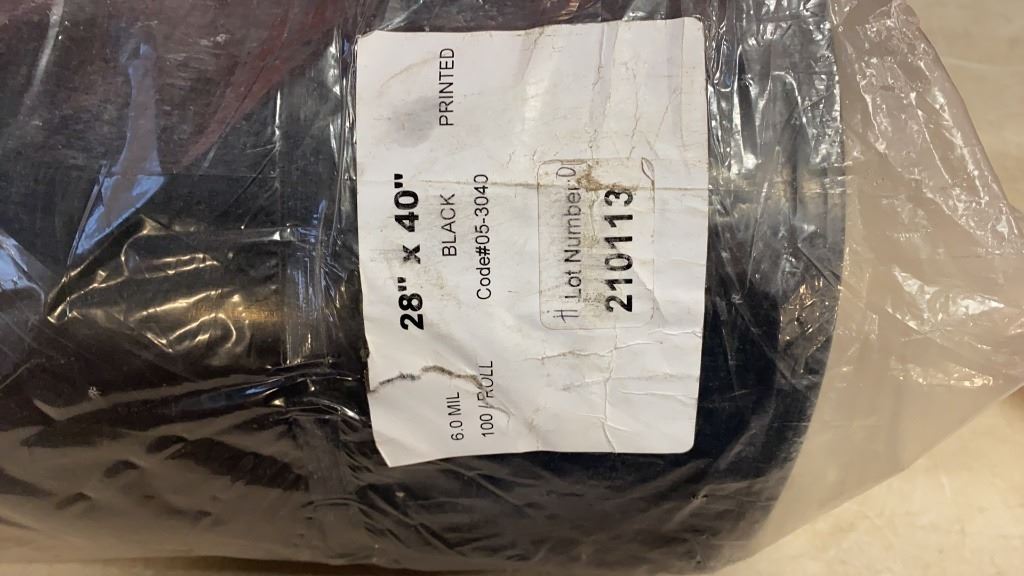 28" x 40"
6.0 MIL BLACK PRINTED
100 / ROLL Code#05-3040
Lot Number:
210113